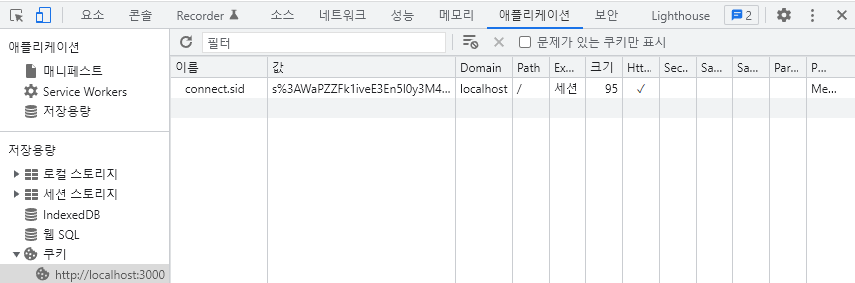 요소 콘솔 Recorder 소스 네트워크 성능 메모리 애플리케이션 보안 Lighthouse 2
애플리케이션
매니페스트
Service Workers
저장용량
저장용량
로컬 스토리지
세션 스토리지
IndexedDB
웹 SQL
쿠키
http://localhost:3000
필터 문제가 있는 쿠키만 표시
이름 값 Domain Path Ex... 크기 Htt... Sec... Sa... Sa... Par... P...
connect.sid s%3AWaPZZFk1iveE3En5I0y3M4... localhost / 세션 95 ✓ Me...